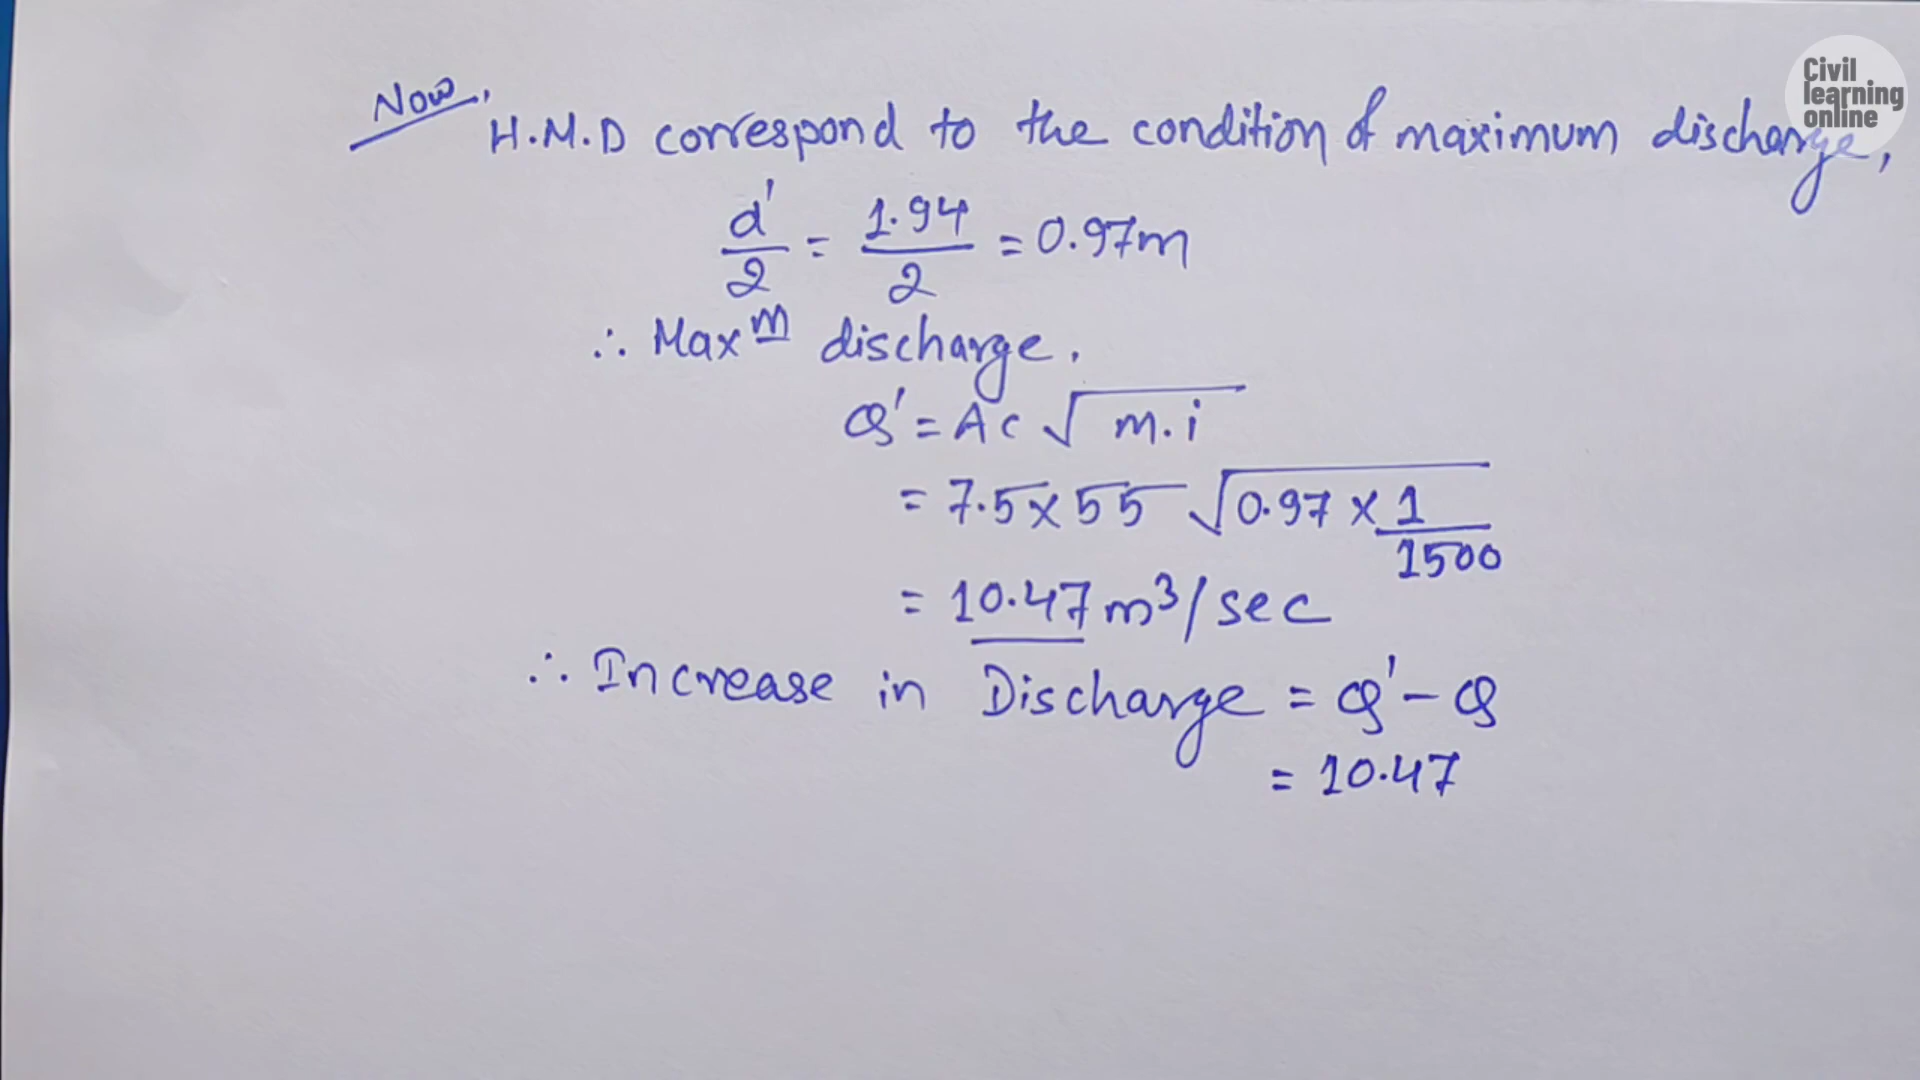 Now,
H.M.D correspond to the condition of maximum discharge,
d'/2 = 1.94/2 = 0.97m
∴ Maxᵐ discharge.
Q' = AC √m.i
= 7.5 × 55 √0.97 × 1/1500
= 10.47 m³/sec
∴ Increase in Discharge = Q' - Q
= 10.47
Civil
learning
online